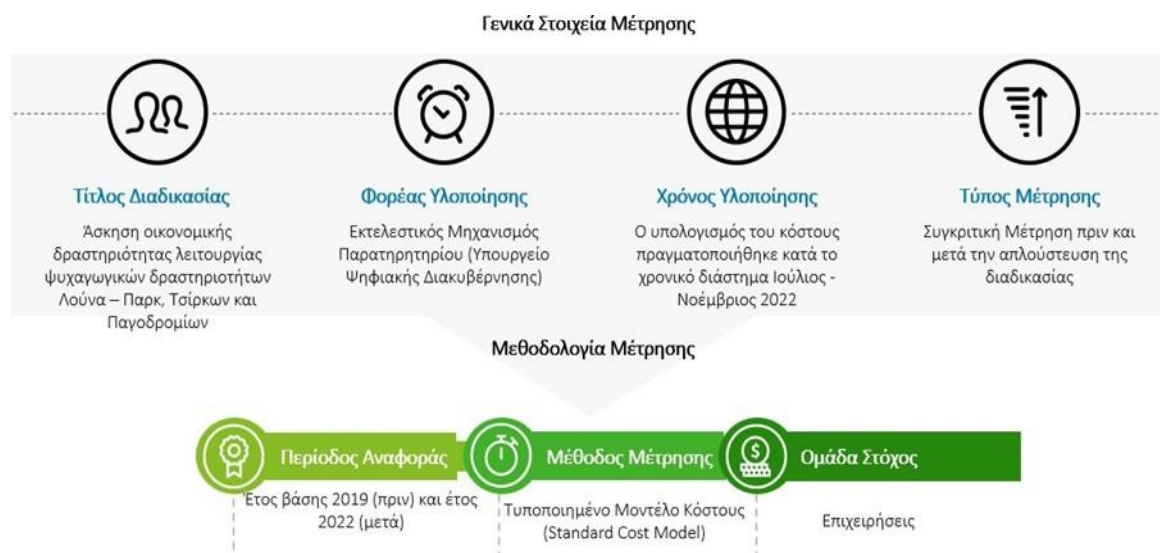 Γενικά Στοιχεία Μέτρησης
Τίτλος Διαδικασίας
Άσκηση οικονομικής
δραστηριότητας λειτουργίας
ψυχαγωγικών δραστηριοτήτων
Λούνα – Παρκ, Τσίρκων και
Παγοδρομίων
Φορέας Υλοποίησης
Εκτελεστικός Μηχανισμός
Παρατηρητηρίου (Υπουργείο
Ψηφιακής Διακυβέρνησης)
Χρόνος Υλοποίησης
Ο υπολογισμός του κόστους
πραγματοποιήθηκε κατά το
χρονικό διάστημα Ιούλιος -
Νοέμβριος 2022
Τύπος Μέτρησης
Συγκριτική Μέτρηση πριν και
μετά την απλούστευση της
διαδικασίας
Μεθοδολογία Μέτρησης
Περίοδος Αναφοράς
Έτος βάσης 2019 (πριν) και έτος
2022 (μετά)
Μέθοδος Μέτρησης
Τυποποιημένο Μοντέλο Κόστους
(Standard Cost Model)
Ομάδα Στόχος
Επιχειρήσεις